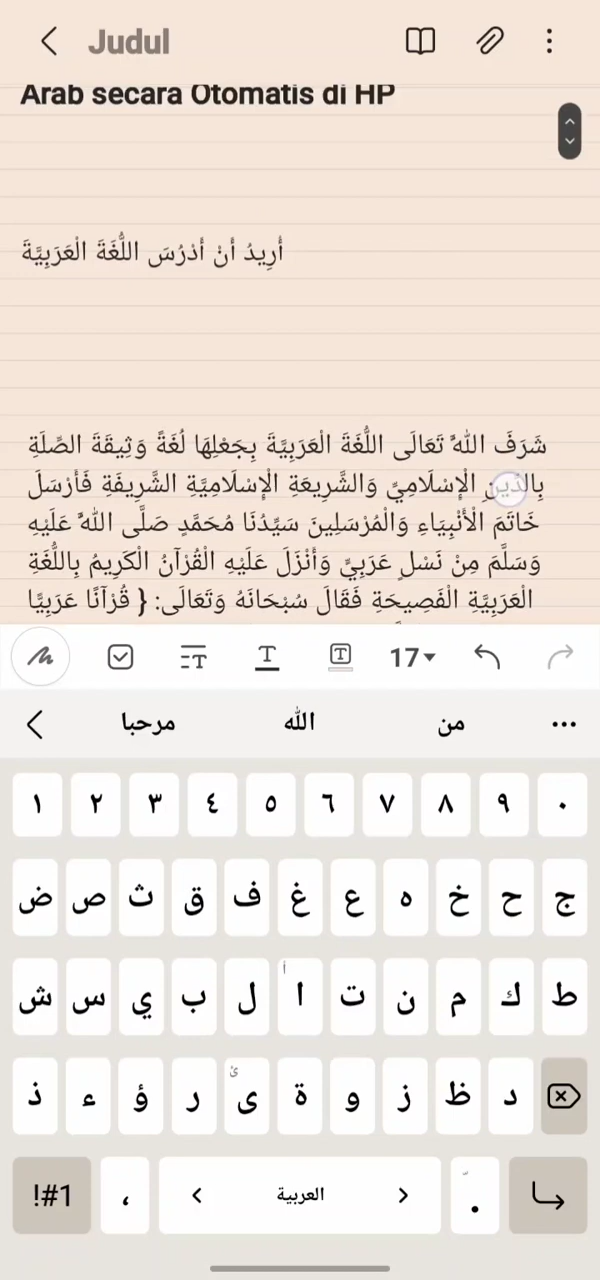 Judul
Arab secara Otomatis di HP
أُرِيدُ أَنْ أَدْرُسَ اللُّغَةَ الْعَرَبِيَّةَ
شَرَفَ اللهُ تَعَالَى اللُّغَةَ الْعَرَبِيَّةَ بِجَعْلِهَا لُغَةً وَثِيقَةَ الصِّلَةِ
بِالدِّينِ الْإِسْلَامِيِّ وَالشَّرِيعَةِ الْإِسْلَامِيَّةِ الشَّرِيفَةِ فَأَرْسَلَ
خَاتَمَ الْأَنْبِيَاءِ وَالْمُرْسَلِينَ سَيِّدُنَا مُحَمَّدٍ صَلَّى اللهُ عَلَيْهِ
وَسَلَّمَ مِنْ نَسْلٍ عَرَبِيٍّ وَأَنْزَلَ عَلَيْهِ الْقُرْآنُ الْكَرِيمُ بِاللُّغَةِ
الْعَرَبِيَّةِ الْفَصِيحَةِ فَقَالَ سُبْحَانَهُ وَتَعَالَى: { قُرْآنًا عَرَبِيًّا
17
مرحبا الله من
١ ٢ ٣ ٤ ٥ ٦ ٧ ٨ ٩ ٠
ض ص ث ق ف غ ع ه خ ح ج
ش س ي ب ل ا ت ن م ك ط
ذ ء ؤ ر ى ة و ز ظ د
!#1 ، العربية .